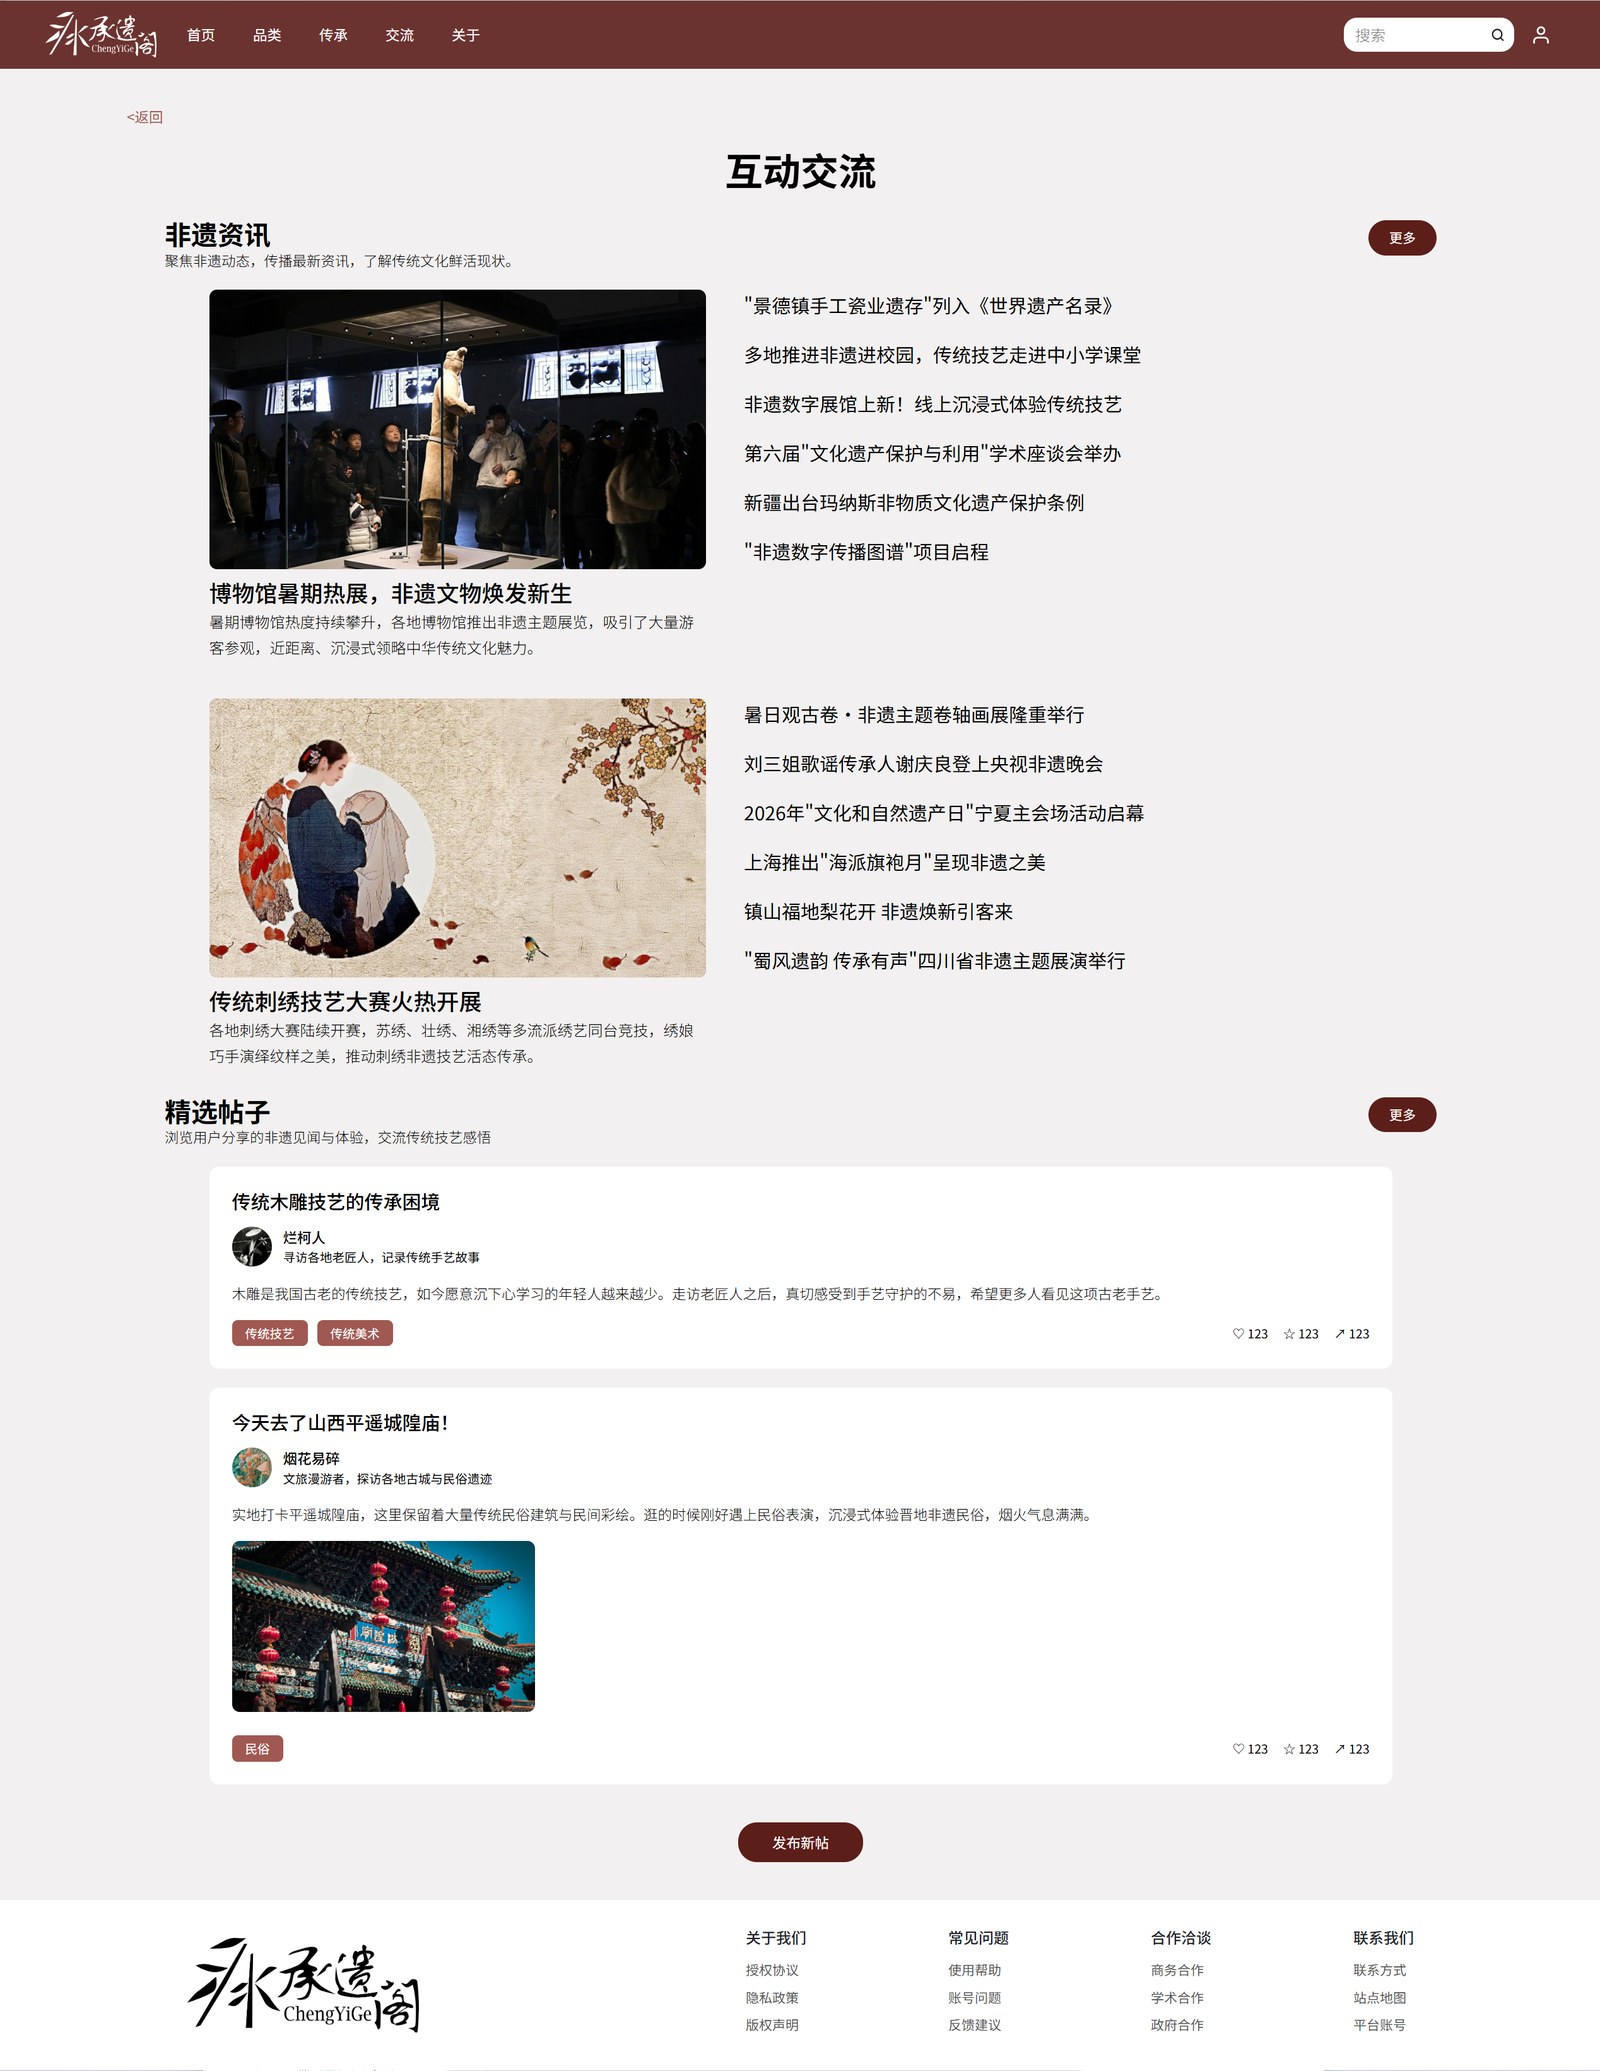 承遗阁
ChengYiGe
首页 品类 传承 交流 关于
搜索
<返回
互动交流
非遗资讯
更多
聚焦非遗动态，传播最新资讯，了解传统文化鲜活现状。
博物馆暑期热展，非遗文物焕发新生
暑期博物馆热度持续攀升，各地博物馆推出非遗主题展览，吸引了大量游
客参观，近距离、沉浸式领略中华传统文化魅力。
"景德镇手工瓷业遗存"列入《世界遗产名录》
多地推进非遗进校园，传统技艺走进中小学课堂
非遗数字展馆上新！线上沉浸式体验传统技艺
第六届"文化遗产保护与利用"学术座谈会举办
新疆出台玛纳斯非物质文化遗产保护条例
"非遗数字传播图谱"项目启程
传统刺绣技艺大赛火热开展
各地刺绣大赛陆续开赛，苏绣、壮绣、湘绣等多流派绣艺同台竞技，绣娘
巧手演绎纹样之美，推动刺绣非遗技艺活态传承。
暑日观古卷·非遗主题卷轴画展隆重举行
刘三姐歌谣传承人谢庆良登上央视非遗晚会
2026年"文化和自然遗产日"宁夏主会场活动启幕
上海推出"海派旗袍月"呈现非遗之美
镇山福地梨花开 非遗焕新引客来
"蜀风遗韵 传承有声"四川省非遗主题展演举行
精选帖子
更多
浏览用户分享的非遗见闻与体验，交流传统技艺感悟
传统木雕技艺的传承困境
烂柯人
寻访各地老匠人，记录传统手艺故事
木雕是我国古老的传统技艺，如今愿意沉下心学习的年轻人越来越少。走访老匠人之后，真切感受到手艺守护的不易，希望更多人看见这项古老手艺。
传统技艺 传统美术
♡ 123 ☆ 123 ↗ 123
今天去了山西平遥城隍庙！
烟花易碎
文旅漫游者，探访各地古城与民俗遗迹
实地打卡平遥城隍庙，这里保留着大量传统民俗建筑与民间彩绘。逛的时候刚好遇上民俗表演，沉浸式体验晋地非遗民俗，烟火气息满满。
庙隍城
民俗
♡ 123 ☆ 123 ↗ 123
发布新帖
承遗阁
ChengYiGe
关于我们
授权协议
隐私政策
版权声明
常见问题
使用帮助
账号问题
反馈建议
合作洽谈
商务合作
学术合作
政府合作
联系我们
联系方式
站点地图
平台账号